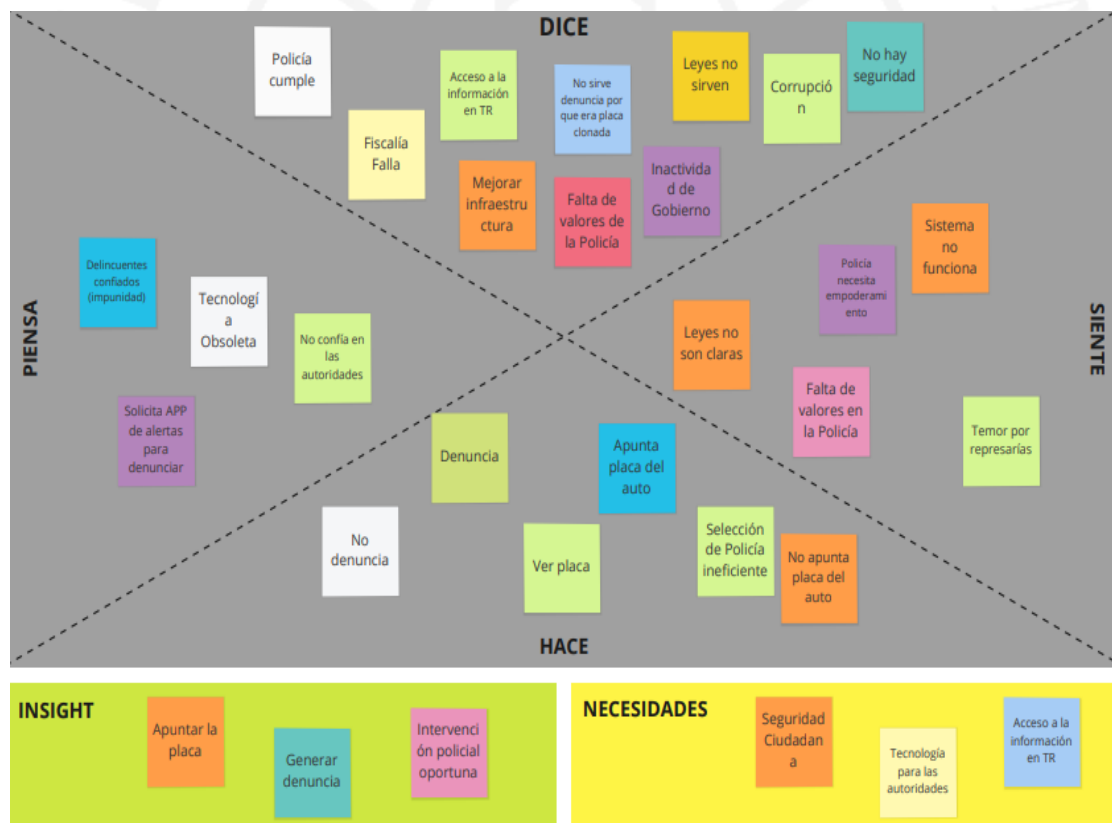 DICE
Policía
cumple
Fiscalía
Falla
Acceso a la
información
en TR
Mejorar
infraestru
ctura
No sirve
denuncia por
que era placa
clonada
Falta de
valores de
la Policía
Leyes no
sirven
Inactivida
d de
Gobierno
Corrupció
n
No hay
seguridad
PIENSA
Delincuentes
confiados
(impunidad)
Tecnologí
a
Obsoleta
No confía en
las
autoridades
Solicita APP
de alertas
para
denunciar
SIENTE
Sistema
no
funciona
Policía
necesita
empoderami
ento
Leyes no
son claras
Falta de
valores en
la Policía
Temor por
represarías
HACE
Denuncia
No
denuncia
Ver placa
Apunta
placa del
auto
Selección
de Policía
ineficiente
No apunta
placa del
auto
INSIGHT
Apuntar la
placa
Generar
denuncia
Intervenci
ón policial
oportuna
NECESIDADES
Seguridad
Ciudadan
a
Tecnología
para las
autoridades
Acceso a la
información
en TR